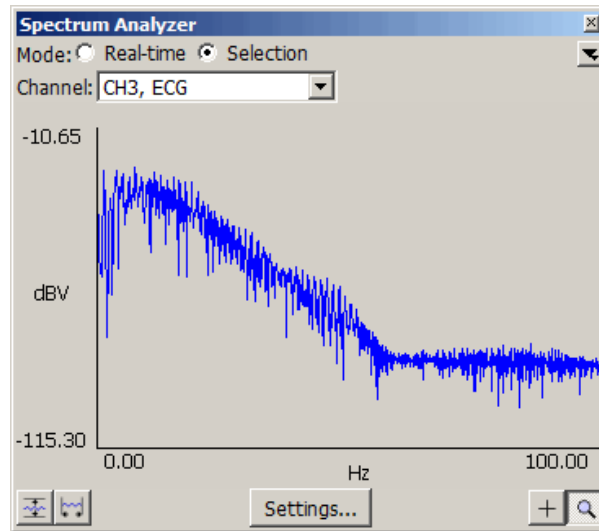 Spectrum Analyzer
Mode: Real-time Selection
Channel: CH3, ECG
-10.65
dBV
-115.30
0.00 Hz 100.00
Settings...